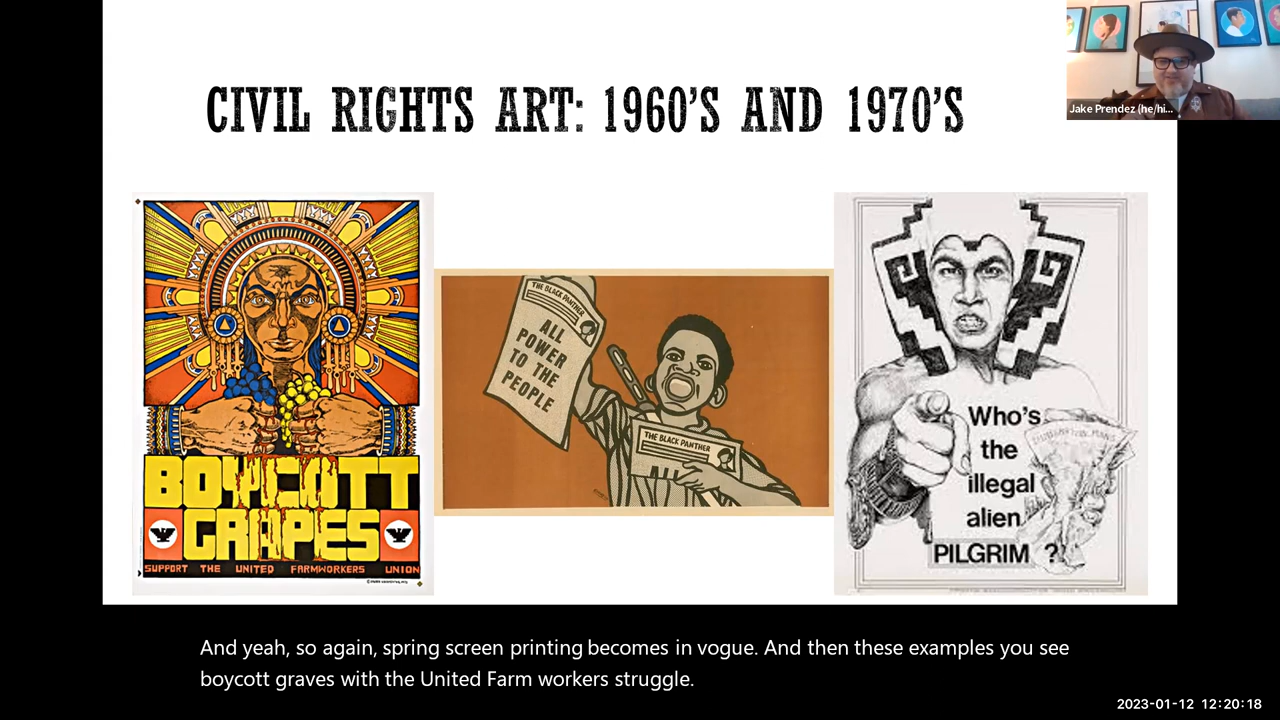 CIVIL RIGHTS ART: 1960'S AND 1970'S
Jake Prendez (he/hi...
BOYCOTT
GRAPES
SUPPORT THE UNITED FARMWORKERS UNION
THE BLACK PANTHER
ALL
POWER
TO THE
PEOPLE
THE BLACK PANTHER
ALL
Who's
the
illegal
alien
PILGRIM ?
And yeah, so again, spring screen printing becomes in vogue. And then these examples you see
boycott graves with the United Farm workers struggle.
2023-01-12 12:20:18